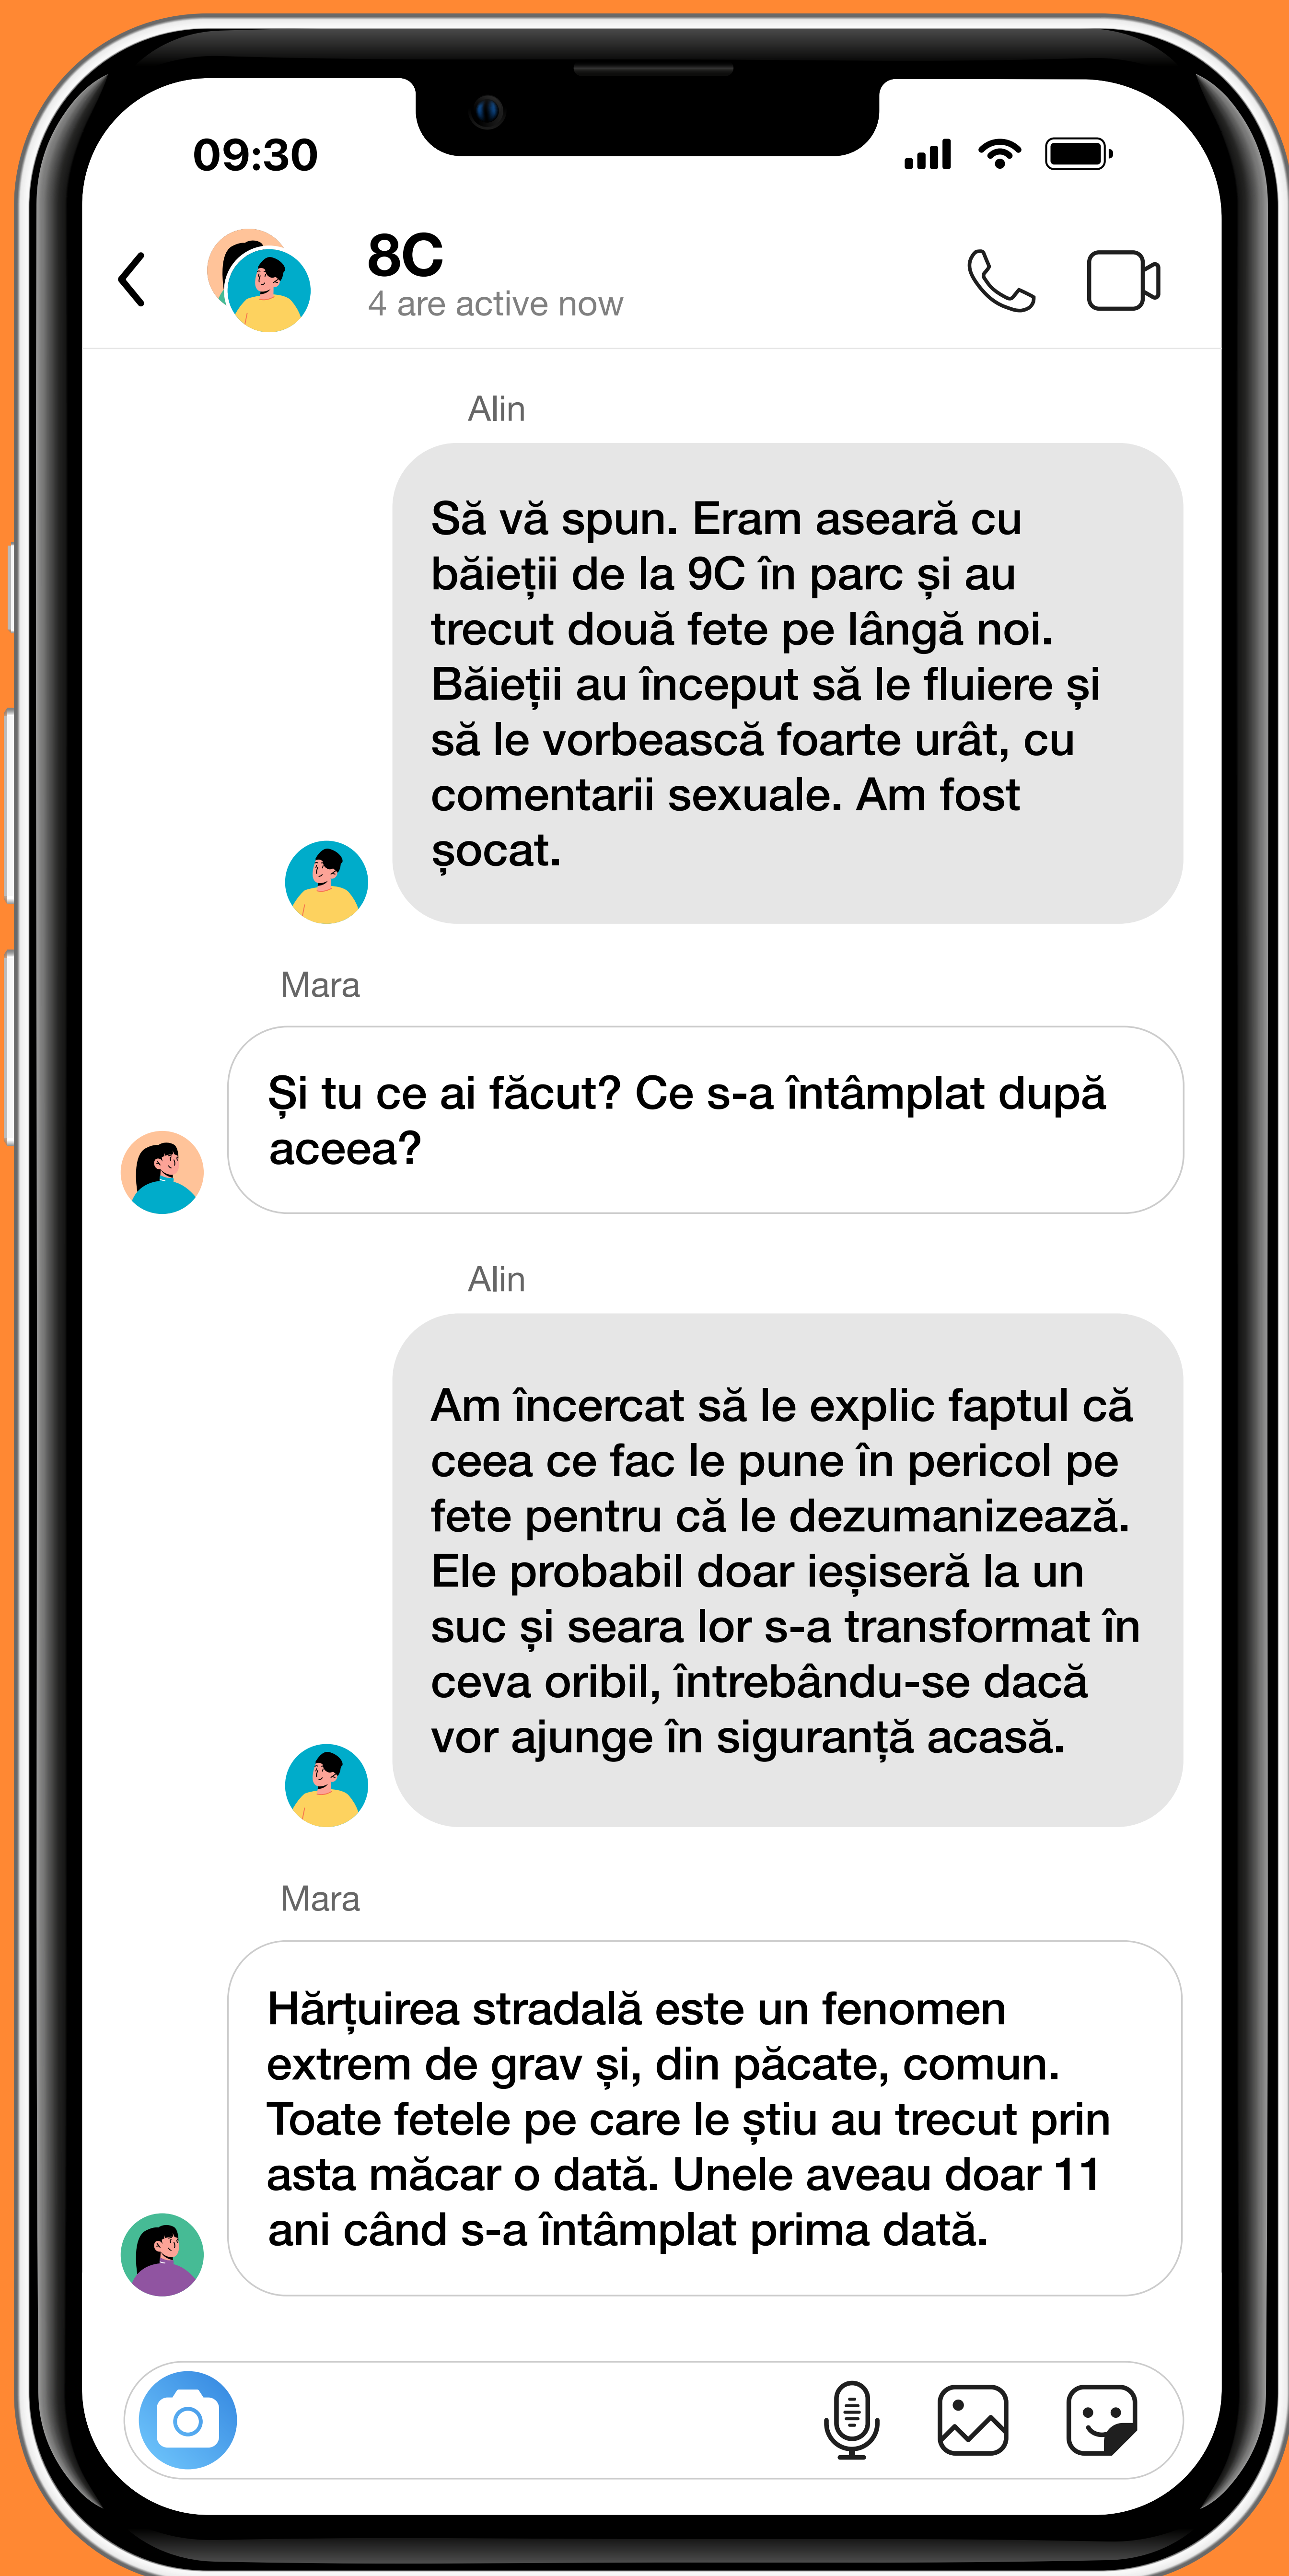 09:30
8C
4 are active now
Alin
Să vă spun. Eram aseară cu
băieții de la 9C în parc și au
trecut două fete pe lângă noi.
Băieții au început să le fluiere și
să le vorbească foarte urât, cu
comentarii sexuale. Am fost
șocat.
Mara
Și tu ce ai făcut? Ce s-a întâmplat după
aceea?
Alin
Am încercat să le explic faptul că
ceea ce fac le pune în pericol pe
fete pentru că le dezumanizează.
Ele probabil doar ieșiseră la un
suc și seara lor s-a transformat în
ceva oribil, întrebându-se dacă
vor ajunge în siguranță acasă.
Mara
Hărțuirea stradală este un fenomen
extrem de grav și, din păcate, comun.
Toate fetele pe care le știu au trecut prin
asta măcar o dată. Unele aveau doar 11
ani când s-a întâmplat prima dată.